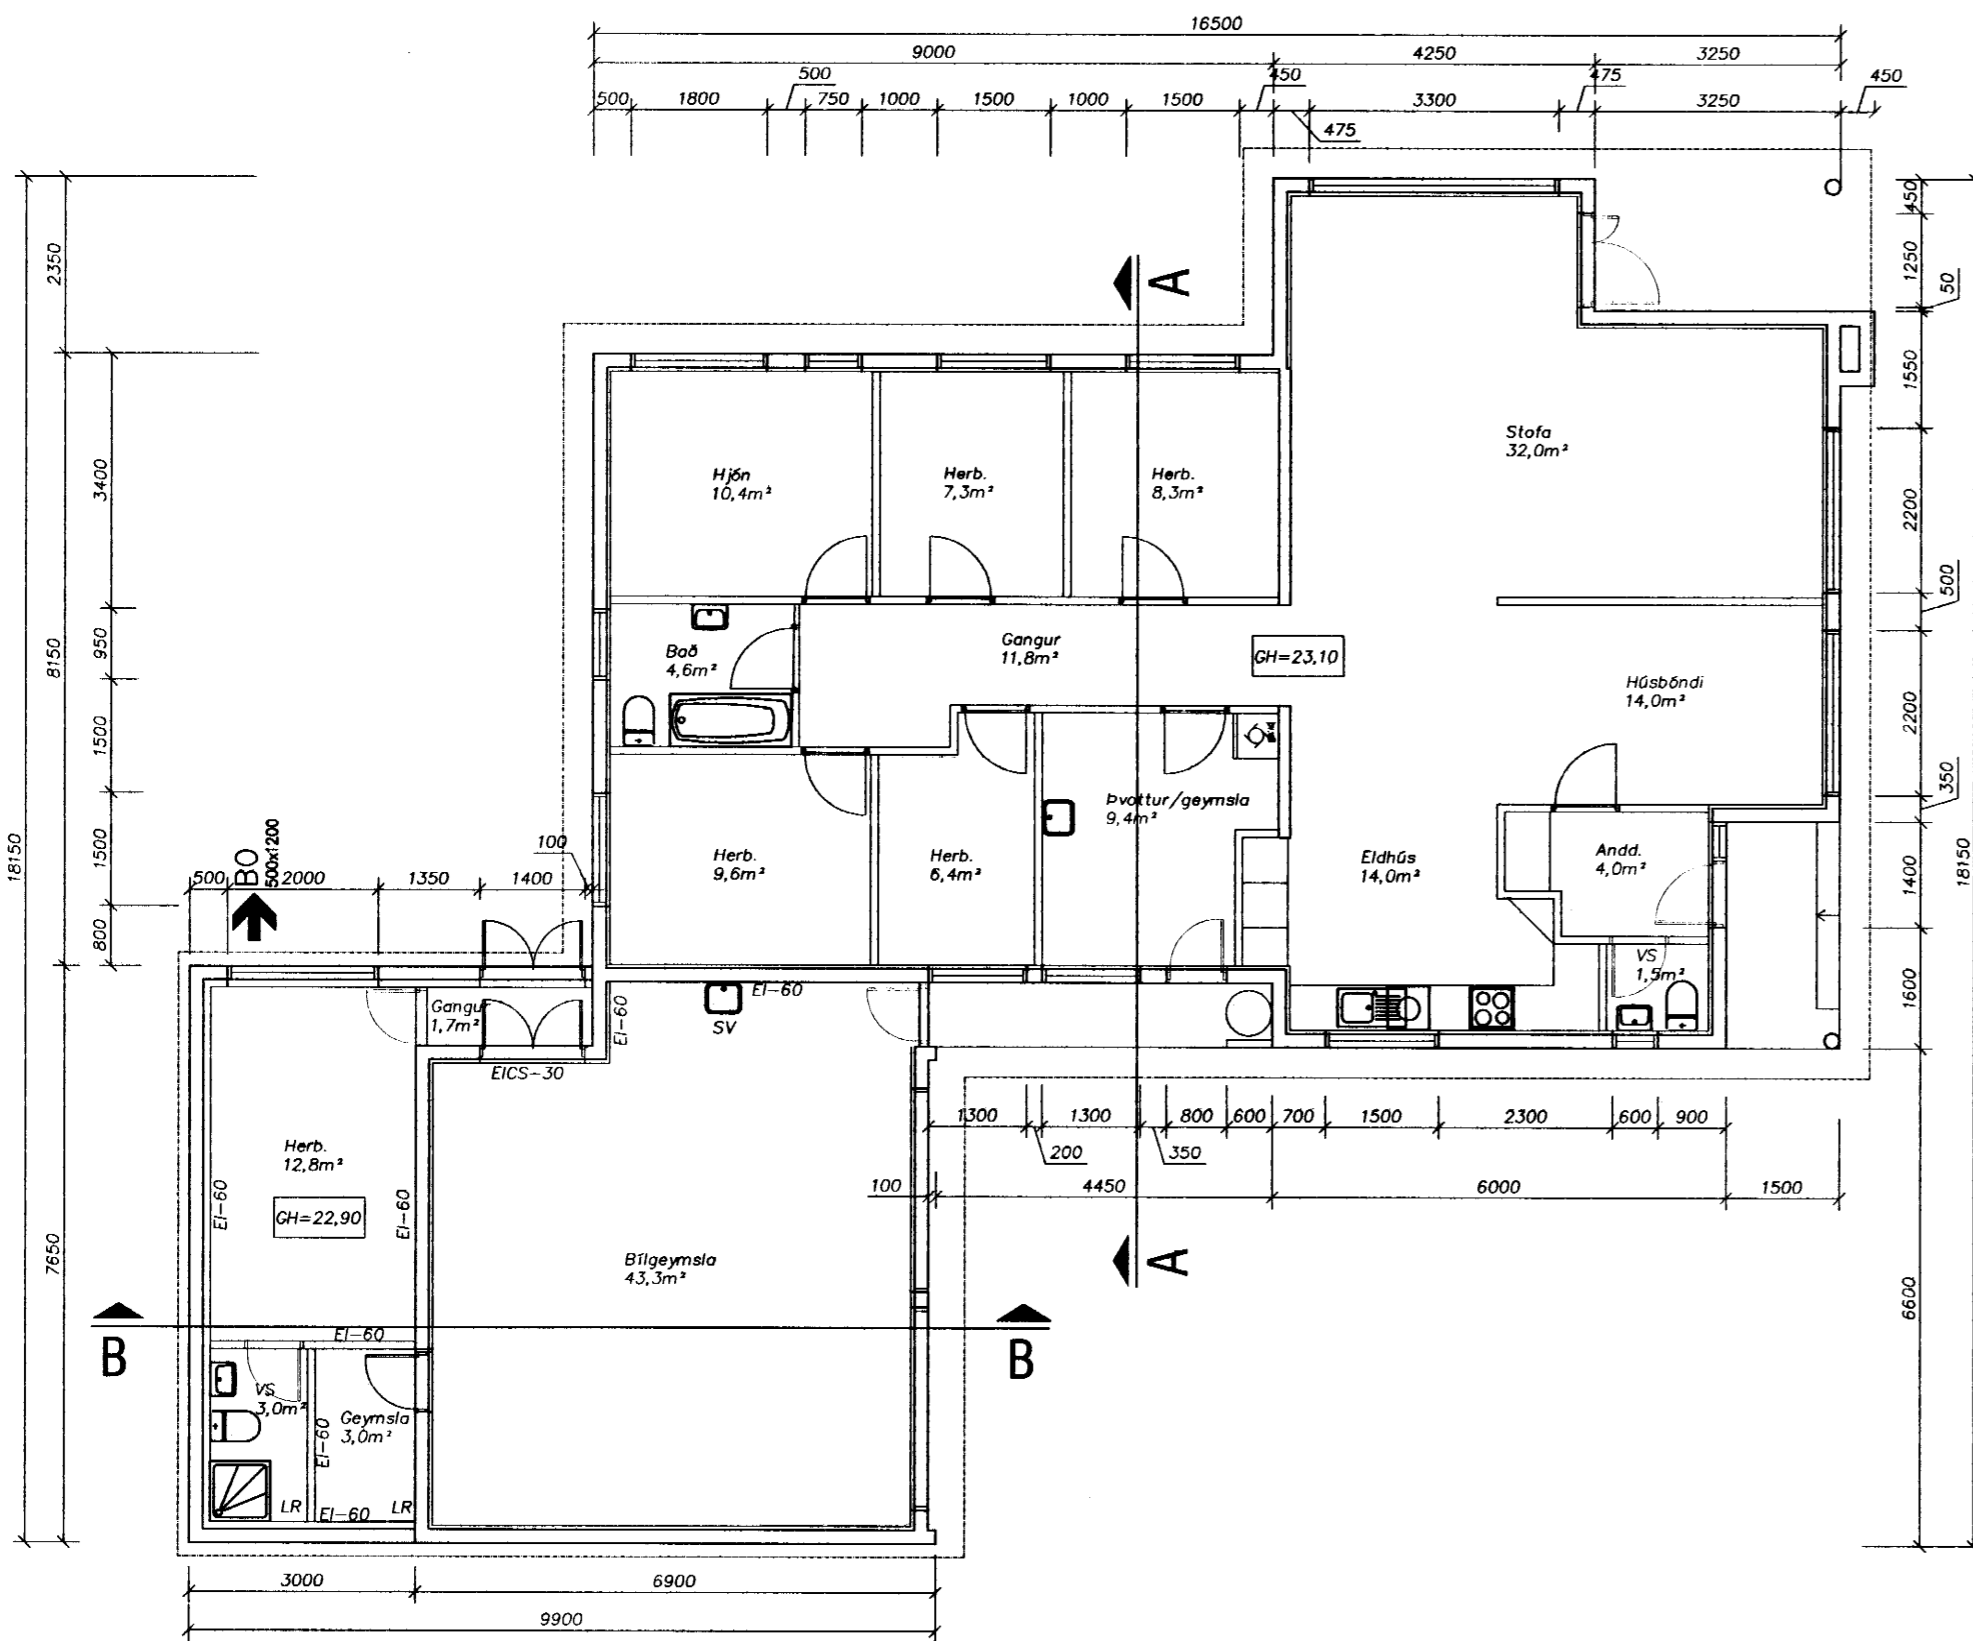 16500
9000 4250 3250
500 450 475 450
500 1800 750 1000 1500 1000 1500 3300 3250
475
2350
8150
18150
7650
3400
950
1500
1500
800
450
1250
50
1550
2200
500
2200
350
1400
1600
18150
6600
A
Stofa
32,0m²
Hjón
10,4m²
Herb.
7,3m²
Herb.
8,3m²
Bað
4,6m²
Gangur
11,8m²
GH=23,10
Húsbóndi
14,0m²
Þvottur/geymsla
9,4m²
Herb.
9,6m²
Herb.
6,4m²
Eldhús
14,0m²
Andd.
4,0m²
VS
1,5m²
BO
500x1200
100
500 2000 1350 1400
Gangur
1,7m²
EI-60
EI-60
SV
EICS-30
1300 1300 800 600 700 1500 2300 600 900
200 350
100 4450 6000 1500
Herb.
12,8m²
GH=22,90
EI-60
EI-60
Bílgeymsla
43,3m²
A
B
B
EI-60
VS
3,0m²
Geymsla
3,0m²
EI-60
LR
EI-60
LR
3000 6900
9900